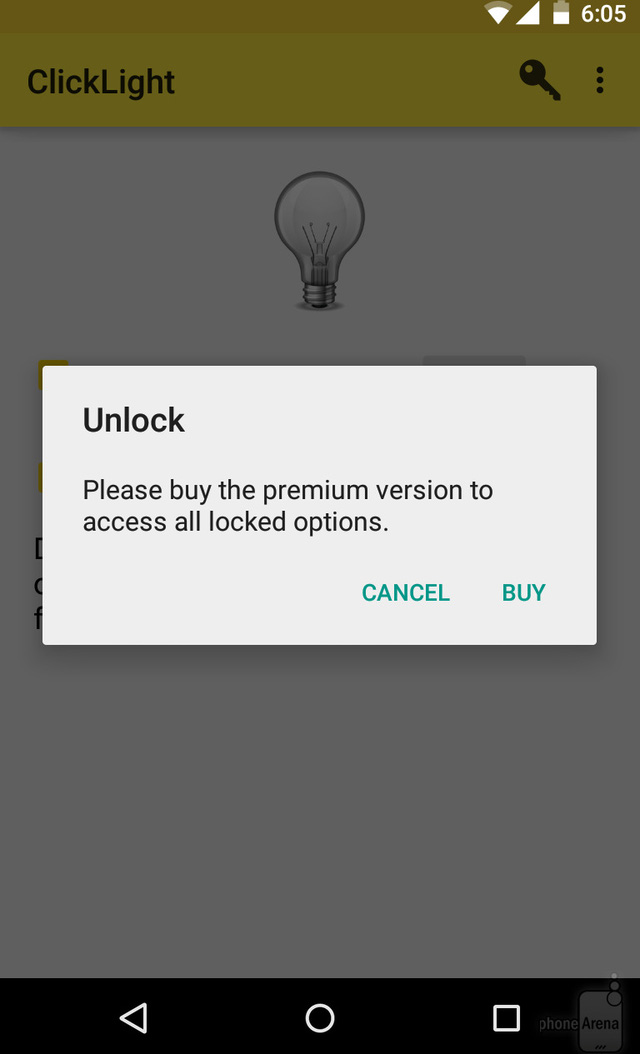 6:05
ClickLight
Unlock
Please buy the premium version to
access all locked options.
CANCEL BUY
phoneArena